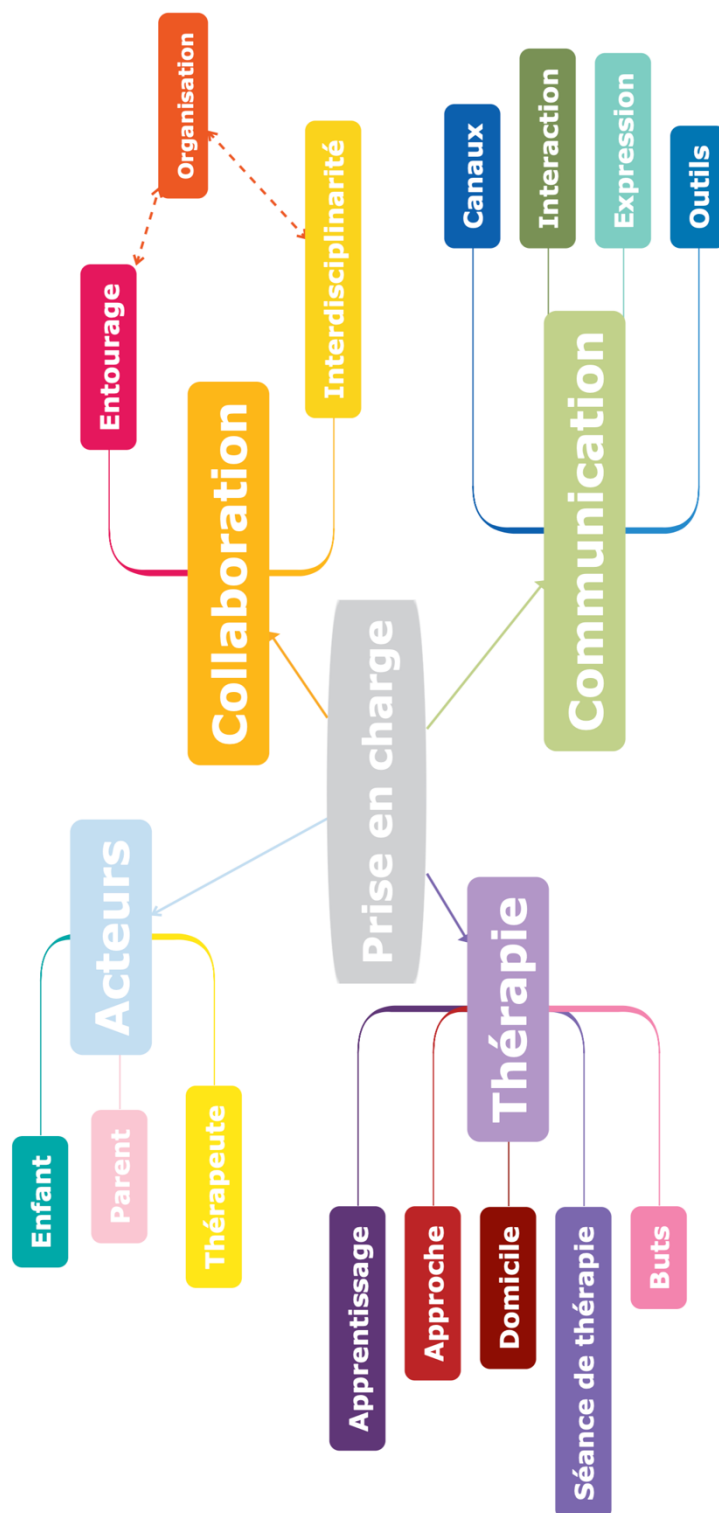 Prise en charge
Acteurs
Enfant
Parent
Thérapeute
Collaboration
Entourage
Organisation
Interdisciplinarité
Thérapie
Apprentissage
Approche
Domicile
Séance de thérapie
Buts
Communication
Canaux
Interaction
Expression
Outils